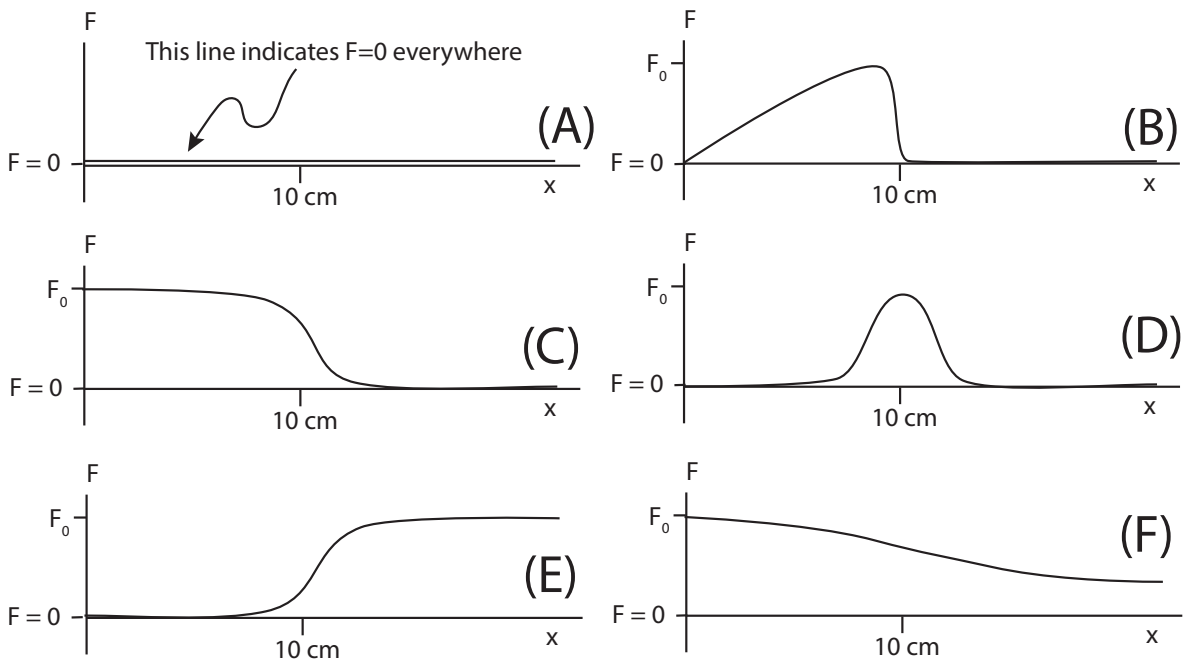 F
This line indicates F=0 everywhere
(A)
F = 0
10 cm
x
F
F₀
(B)
F = 0
10 cm
x
F
F₀
(C)
F = 0
10 cm
x
F
F₀
(D)
F = 0
10 cm
x
F
F₀
(E)
F = 0
10 cm
x
F
F₀
(F)
F = 0
10 cm
x